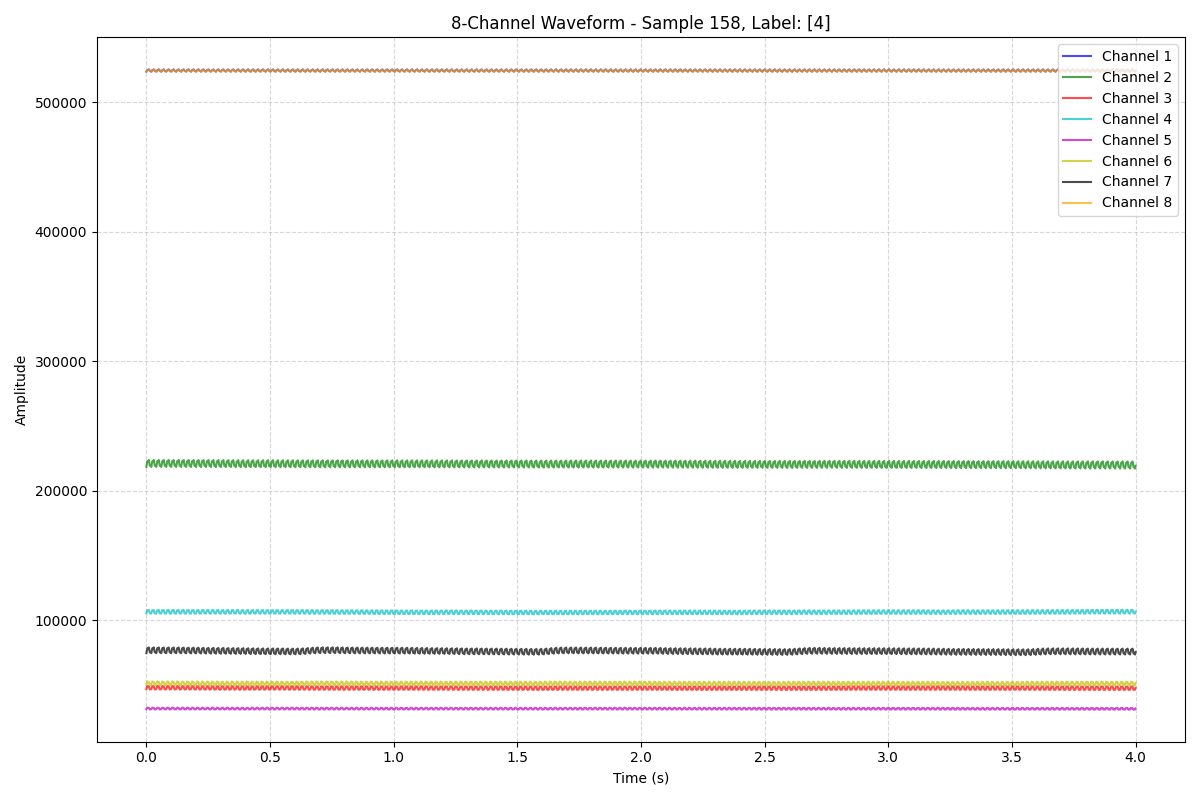 8-Channel Waveform - Sample 158, Label: [4]
Channel 1
Channel 2
Channel 3
Channel 4
Channel 5
Channel 6
Channel 7
Channel 8
500000
400000
300000
200000
100000
Amplitude
0.0 0.5 1.0 1.5 2.0 2.5 3.0 3.5 4.0
Time (s)